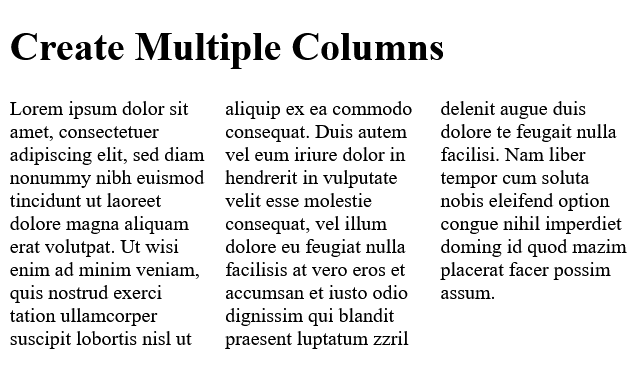 Create Multiple Columns
Lorem ipsum dolor sit
amet, consectetuer
adipiscing elit, sed diam
nonummy nibh euismod
tincidunt ut laoreet
dolore magna aliquam
erat volutpat. Ut wisi
enim ad minim veniam,
quis nostrud exerci
tation ullamcorper
suscipit lobortis nisl ut
aliquip ex ea commodo
consequat. Duis autem
vel eum iriure dolor in
hendrerit in vulputate
velit esse molestie
consequat, vel illum
dolore eu feugiat nulla
facilisis at vero eros et
accumsan et iusto odio
dignissim qui blandit
praesent luptatum zzril
delenit augue duis
dolore te feugait nulla
facilisi. Nam liber
tempor cum soluta
nobis eleifend option
congue nihil imperdiet
doming id quod mazim
placerat facer possim
assum.